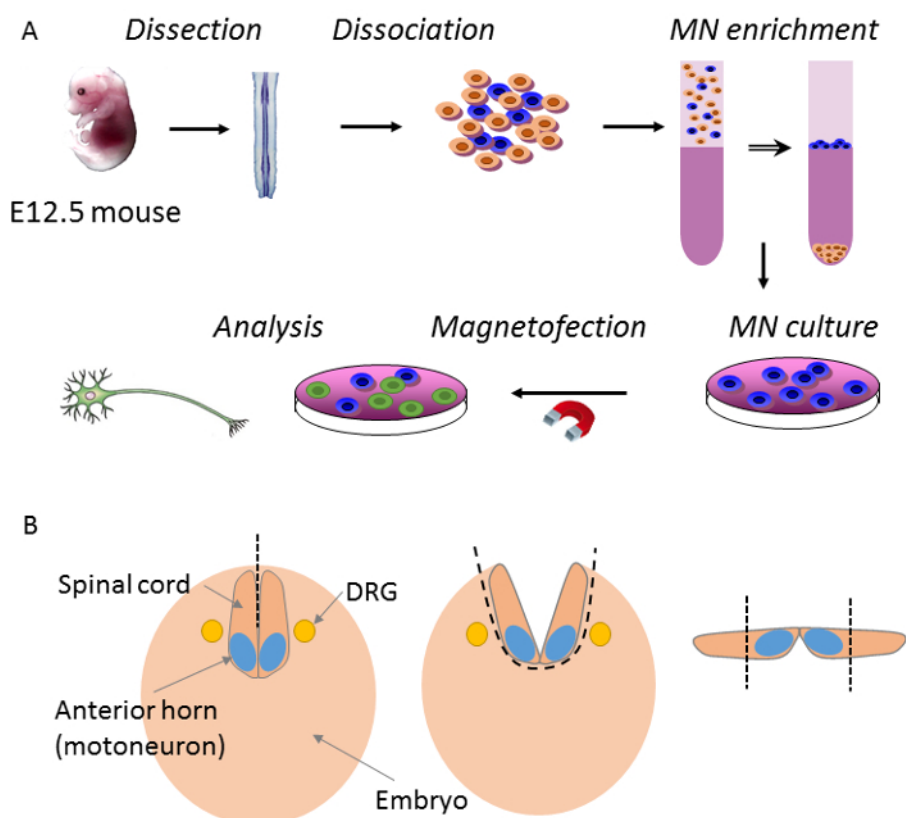 A
Dissection
Dissociation
MN enrichment
E12.5 mouse
Analysis
Magnetofection
MN culture
B
Spinal cord
DRG
Anterior horn
(motoneuron)
Embryo